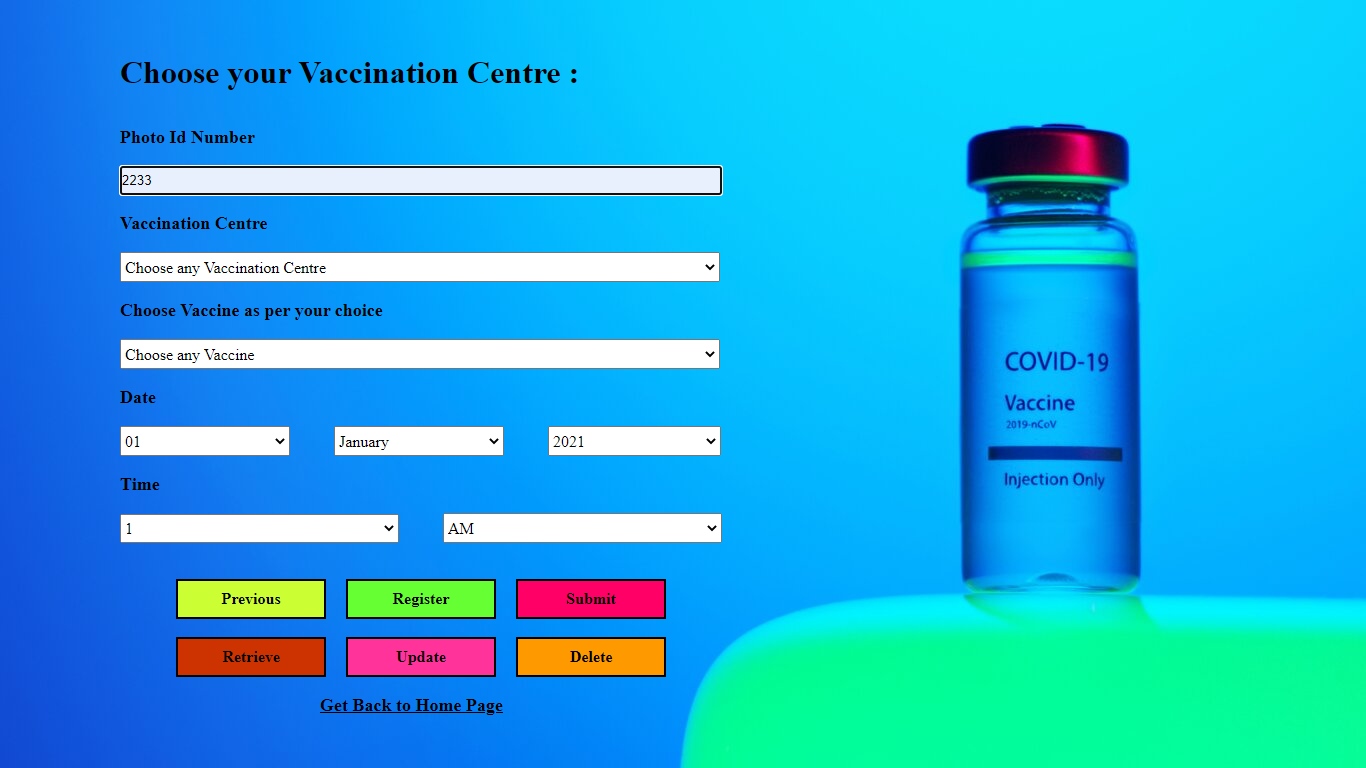 Choose your Vaccination Centre :
Photo Id Number
2233
Vaccination Centre
Choose any Vaccination Centre
Choose Vaccine as per your choice
Choose any Vaccine
Date
01 January 2021
Time
1 AM
Previous Register Submit
Retrieve Update Delete
Get Back to Home Page
COVID-19
Vaccine
2019-nCoV
Injection Only